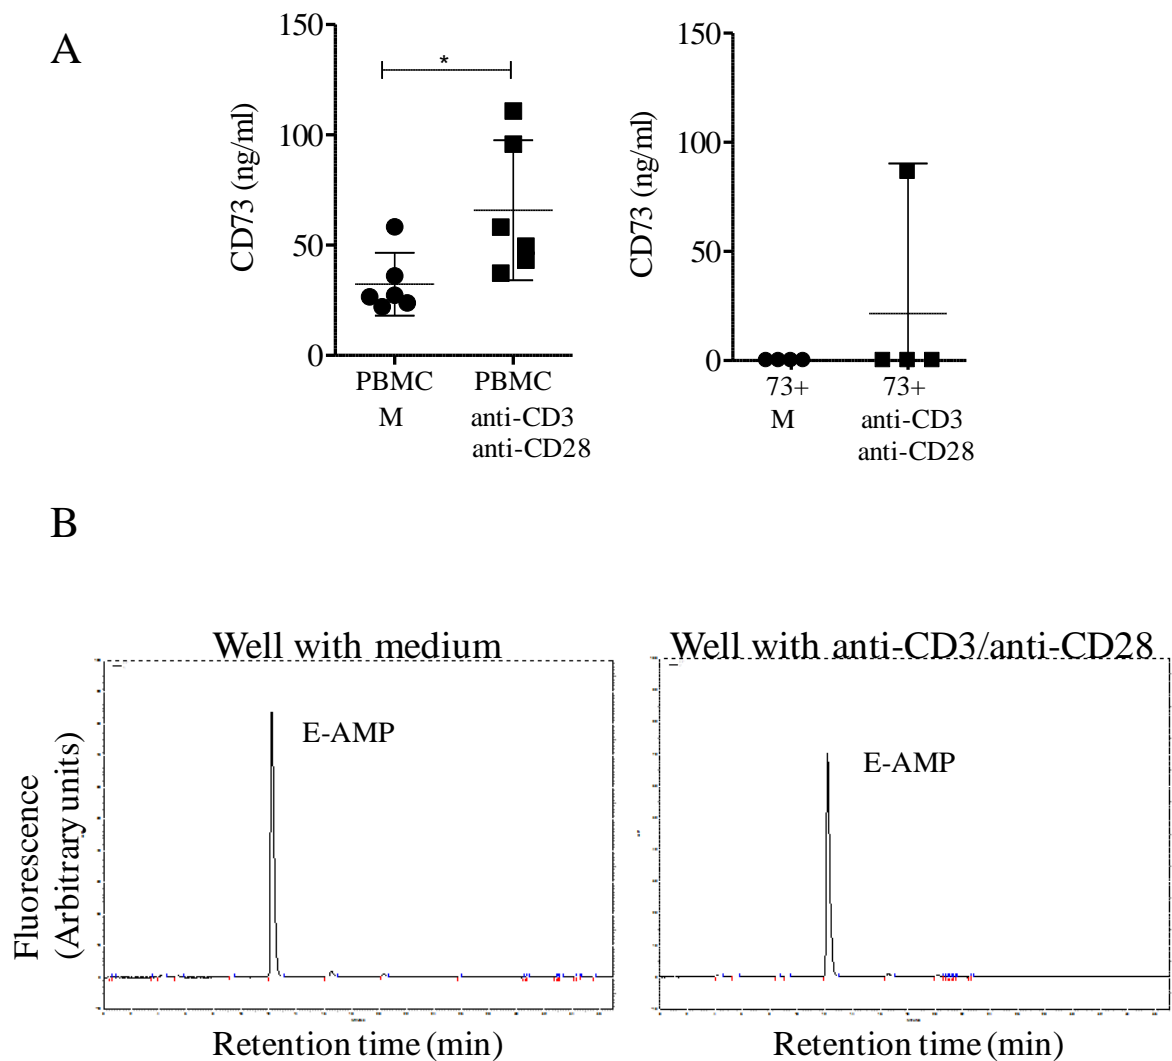 A
CD73 (ng/ml)
150
100
50
0
*
PBMC
M
PBMC
anti-CD3
anti-CD28
CD73 (ng/ml)
150
100
50
0
73+
M
73+
anti-CD3
anti-CD28
B
Well with medium
Well with anti-CD3/anti-CD28
Fluorescence
(Arbitrary units)
E-AMP
E-AMP
Retention time (min)
Retention time (min)